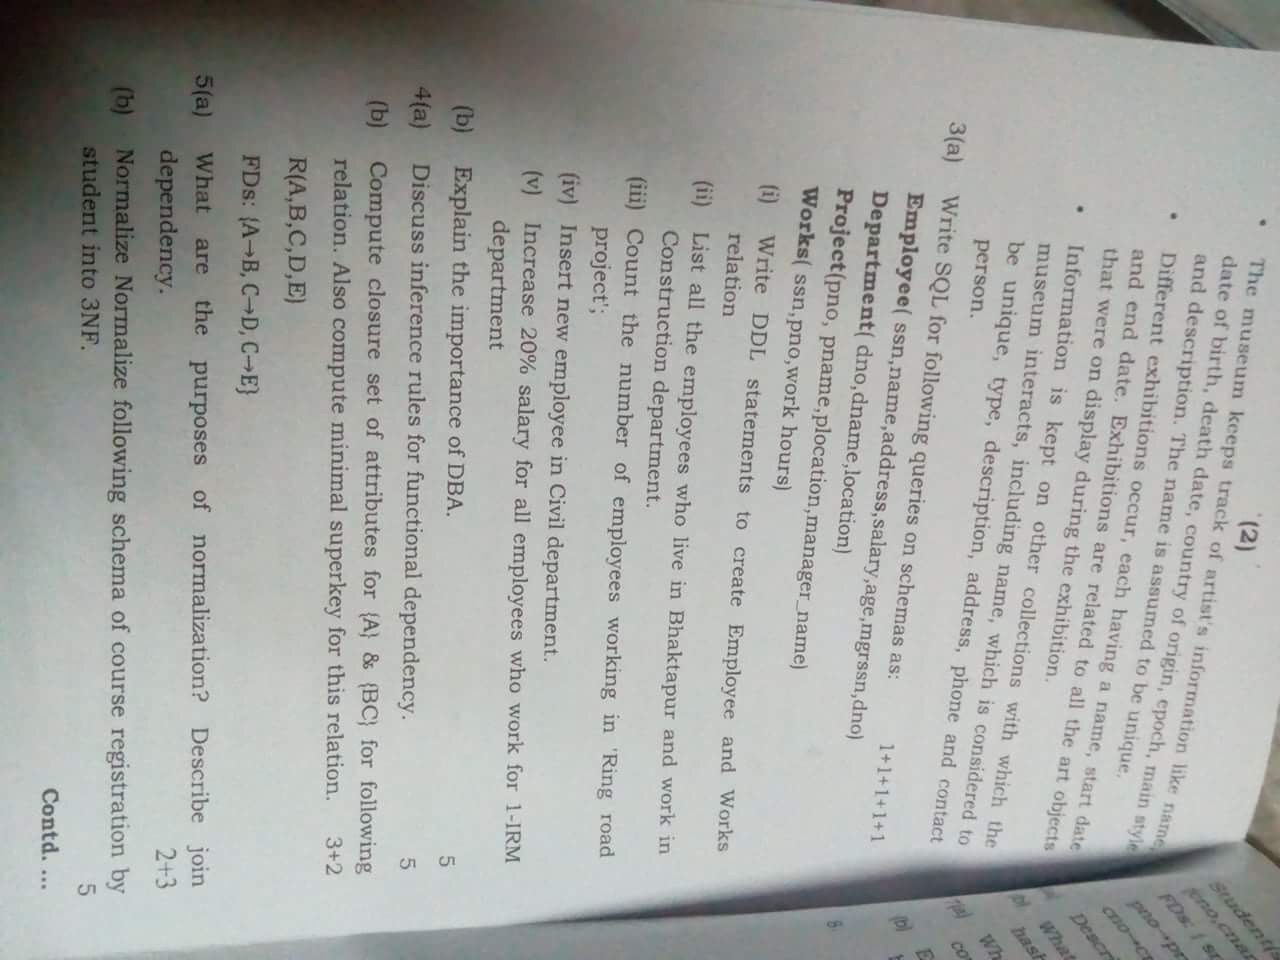 (2)
• The museum keeps track of artist's information like name,
date of birth, death date, country of origin, epoch, main style
and description. The name is assumed to be unique.
• Different exhibitions occur, each having a name, start date
and end date. Exhibitions are related to all the art objects
that were on display during the exhibition.
• Information is kept on other collections with which the
museum interacts, including name, which is considered to
be unique, type, description, address, phone and contact
person.
3(a) Write SQL for following queries on schemas as: 1+1+1+1+1
Employee( ssn,name,address,salary,age,mgrssn,dno)
Department( dno,dname,location)
Project(pno, pname,plocation,manager_name)
Works( ssn,pno,work hours)
(i) Write DDL statements to create Employee and Works
relation
(ii) List all the employees who live in Bhaktapur and work in
Construction department.
(iii) Count the number of employees working in 'Ring road
project';
(iv) Insert new employee in Civil department.
(v) Increase 20% salary for all employees who work for 1-IRM
department
(b) Explain the importance of DBA. 5
4(a) Discuss inference rules for functional dependency. 5
(b) Compute closure set of attributes for {A} & {BC} for following
relation. Also compute minimal superkey for this relation. 3+2
R(A,B,C,D,E)
FDs: {A→B, C→D, C→E}
5(a) What are the purposes of normalization? Describe join
dependency. 2+3
(b) Normalize Normalize following schema of course registration by
student into 3NF. 5
Contd. ...
Student(
FDs: {
7(a) Wh
(b)
8.